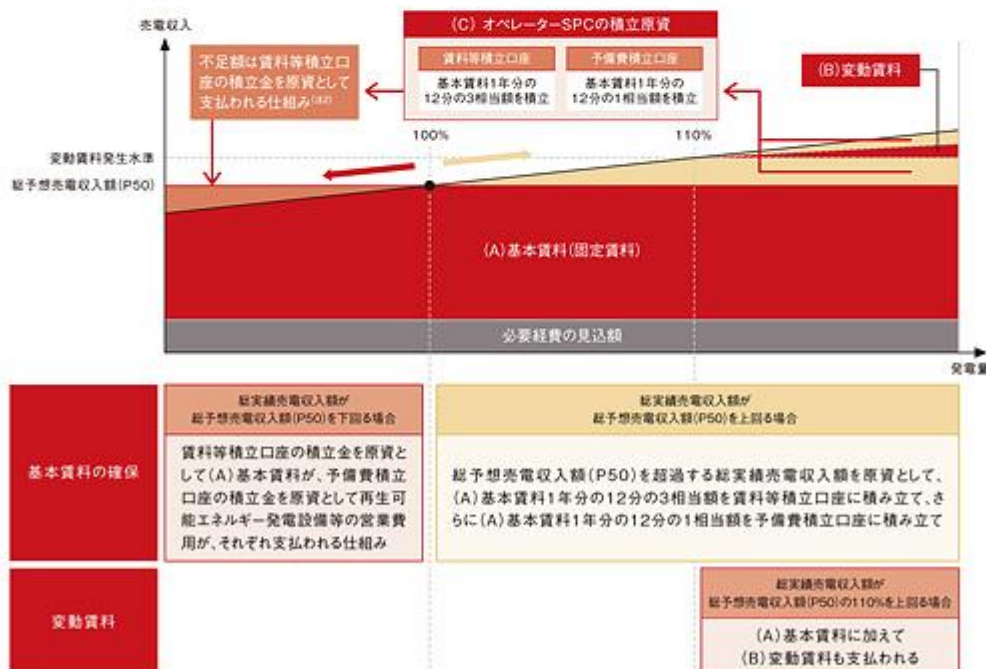 売電収入
(C) オペレーターSPCの積立原資
賃料等積立口座
基本賃料1年分の
12分の3相当額を積立
予備費積立口座
基本賃料1年分の
12分の1相当額を積立
不足額は賃料等積立口
座の積立金を原資として
支払われる仕組み(注2)
(B)変動賃料
100%
110%
変動賃料発生水準
総予想売電収入額(P50)
(A)基本賃料(固定賃料)
必要経費の見込額
発電量
基本賃料の確保
総実績売電収入額が
総予想売電収入額(P50)を下回る場合
賃料等積立口座の積立金を原資と
して(A)基本賃料が、予備費積立
口座の積立金を原資として再生可
能エネルギー発電設備等の営業費
用が、それぞれ支払われる仕組み
総実績売電収入額が
総予想売電収入額(P50)を上回る場合
総予想売電収入額(P50)を超過する総実績売電収入額を原資として、
(A)基本賃料1年分の12分の3相当額を賃料等積立口座に積み立て、さ
らに(A)基本賃料1年分の12分の1相当額を予備費積立口座に積み立て
変動賃料
総実績売電収入額が
総予想売電収入額(P50)の110%を上回る場合
(A)基本賃料に加えて
(B)変動賃料も支払われる